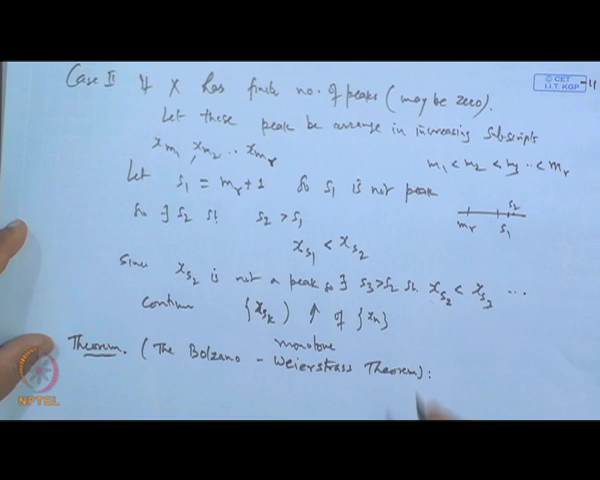 Case II If X has finite no. of peaks (may be zero).
Let these peak be arrange in increasing subscripts
x_{m_1}, x_{m_2} .. x_{m_r} m_1 < m_2 < m_3 .. < m_r
Let s_1 = m_r + 1 so s_1 is not peak
So ∃ s_2 st. s_2 > s_1
m_r s_1 s_2
x_{s_1} < x_{s_2}
Since x_{s_2} is not a peak so ∃ s_3 > s_2 st. x_{s_2} < x_{s_3} ...
Continue {x_{s_k}} ↑ of {x_n}
monotone
Theorem. (The Bolzano - Weierstrass Theorem):
© CET
I.I.T. KGP
NPTEL